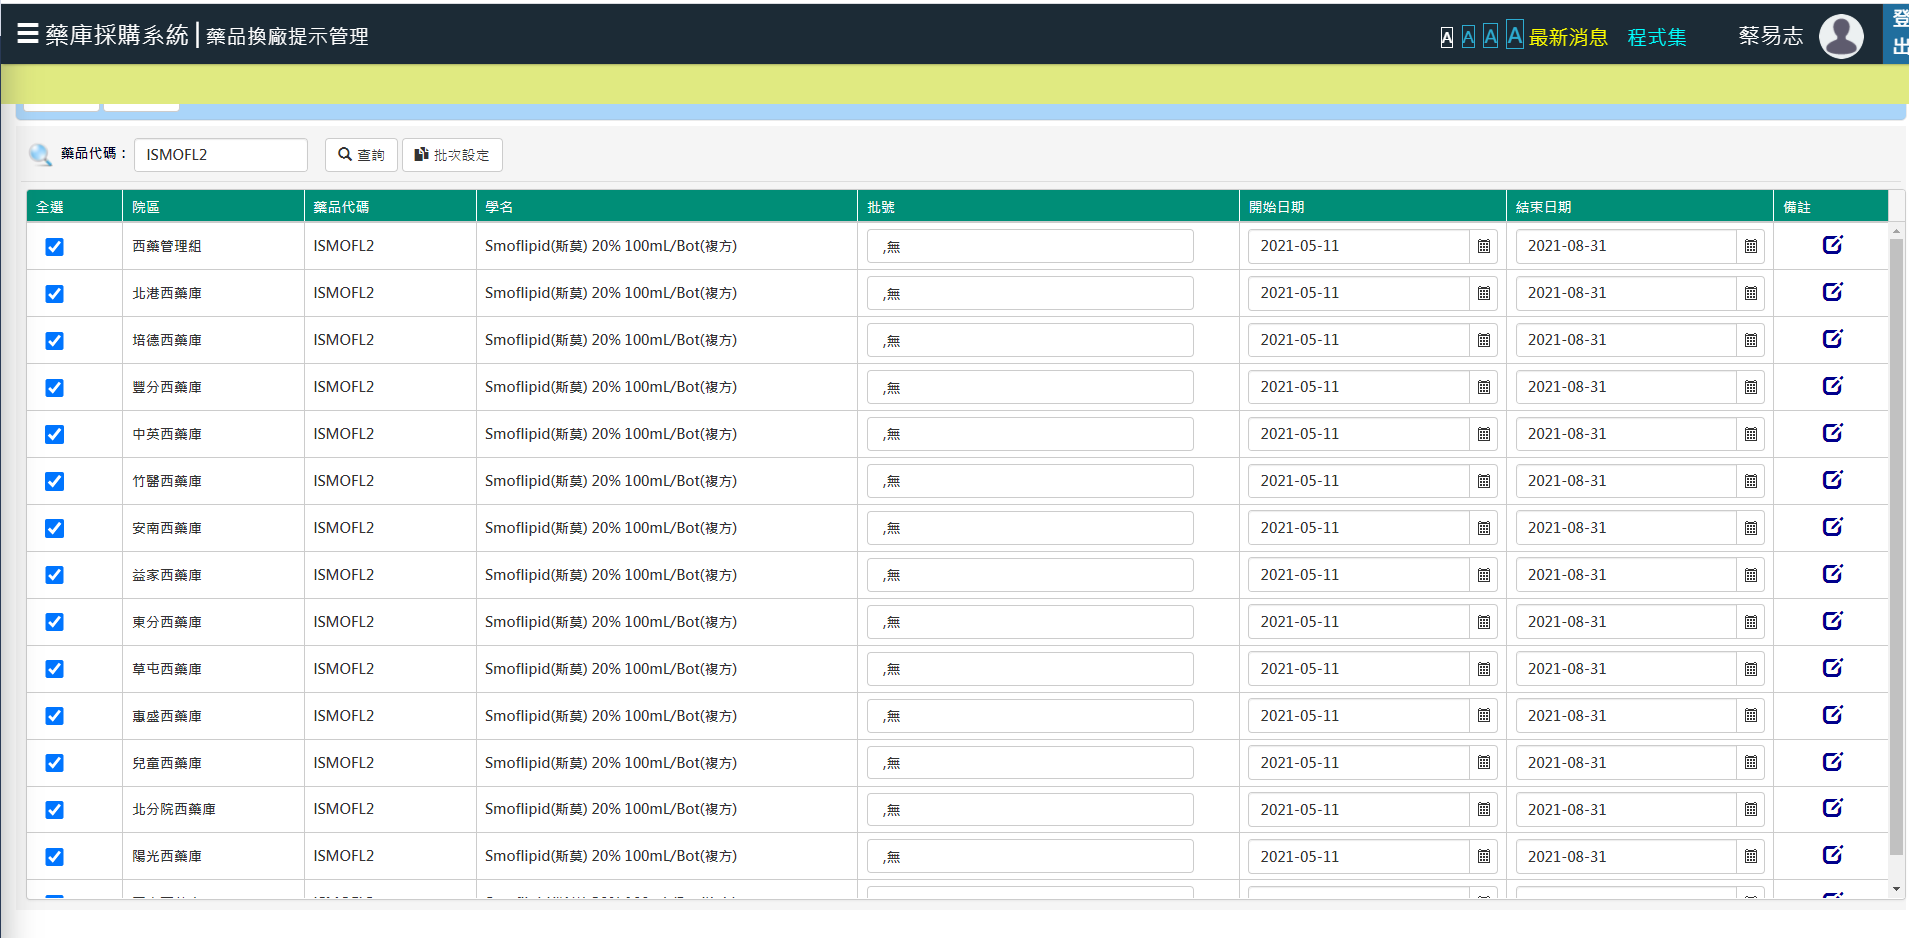 藥庫採購系統 | 藥品換廠提示管理 A A A A 最新消息 程式集 蔡易志 登出
藥品代碼： ISMOFL2 查詢 批次設定
全選 院區 藥品代碼 學名 批號 開始日期 結束日期 備註
西藥管理組 ISMOFL2 Smoflipid(斯莫) 20% 100mL/Bot(複方) ,無 2021-05-11 2021-08-31
北港西藥庫 ISMOFL2 Smoflipid(斯莫) 20% 100mL/Bot(複方) ,無 2021-05-11 2021-08-31
培德西藥庫 ISMOFL2 Smoflipid(斯莫) 20% 100mL/Bot(複方) ,無 2021-05-11 2021-08-31
豐分西藥庫 ISMOFL2 Smoflipid(斯莫) 20% 100mL/Bot(複方) ,無 2021-05-11 2021-08-31
中英西藥庫 ISMOFL2 Smoflipid(斯莫) 20% 100mL/Bot(複方) ,無 2021-05-11 2021-08-31
竹醫西藥庫 ISMOFL2 Smoflipid(斯莫) 20% 100mL/Bot(複方) ,無 2021-05-11 2021-08-31
安南西藥庫 ISMOFL2 Smoflipid(斯莫) 20% 100mL/Bot(複方) ,無 2021-05-11 2021-08-31
益家西藥庫 ISMOFL2 Smoflipid(斯莫) 20% 100mL/Bot(複方) ,無 2021-05-11 2021-08-31
東分西藥庫 ISMOFL2 Smoflipid(斯莫) 20% 100mL/Bot(複方) ,無 2021-05-11 2021-08-31
草屯西藥庫 ISMOFL2 Smoflipid(斯莫) 20% 100mL/Bot(複方) ,無 2021-05-11 2021-08-31
惠盛西藥庫 ISMOFL2 Smoflipid(斯莫) 20% 100mL/Bot(複方) ,無 2021-05-11 2021-08-31
兒童西藥庫 ISMOFL2 Smoflipid(斯莫) 20% 100mL/Bot(複方) ,無 2021-05-11 2021-08-31
北分院西藥庫 ISMOFL2 Smoflipid(斯莫) 20% 100mL/Bot(複方) ,無 2021-05-11 2021-08-31
陽光西藥庫 ISMOFL2 Smoflipid(斯莫) 20% 100mL/Bot(複方) ,無 2021-05-11 2021-08-31